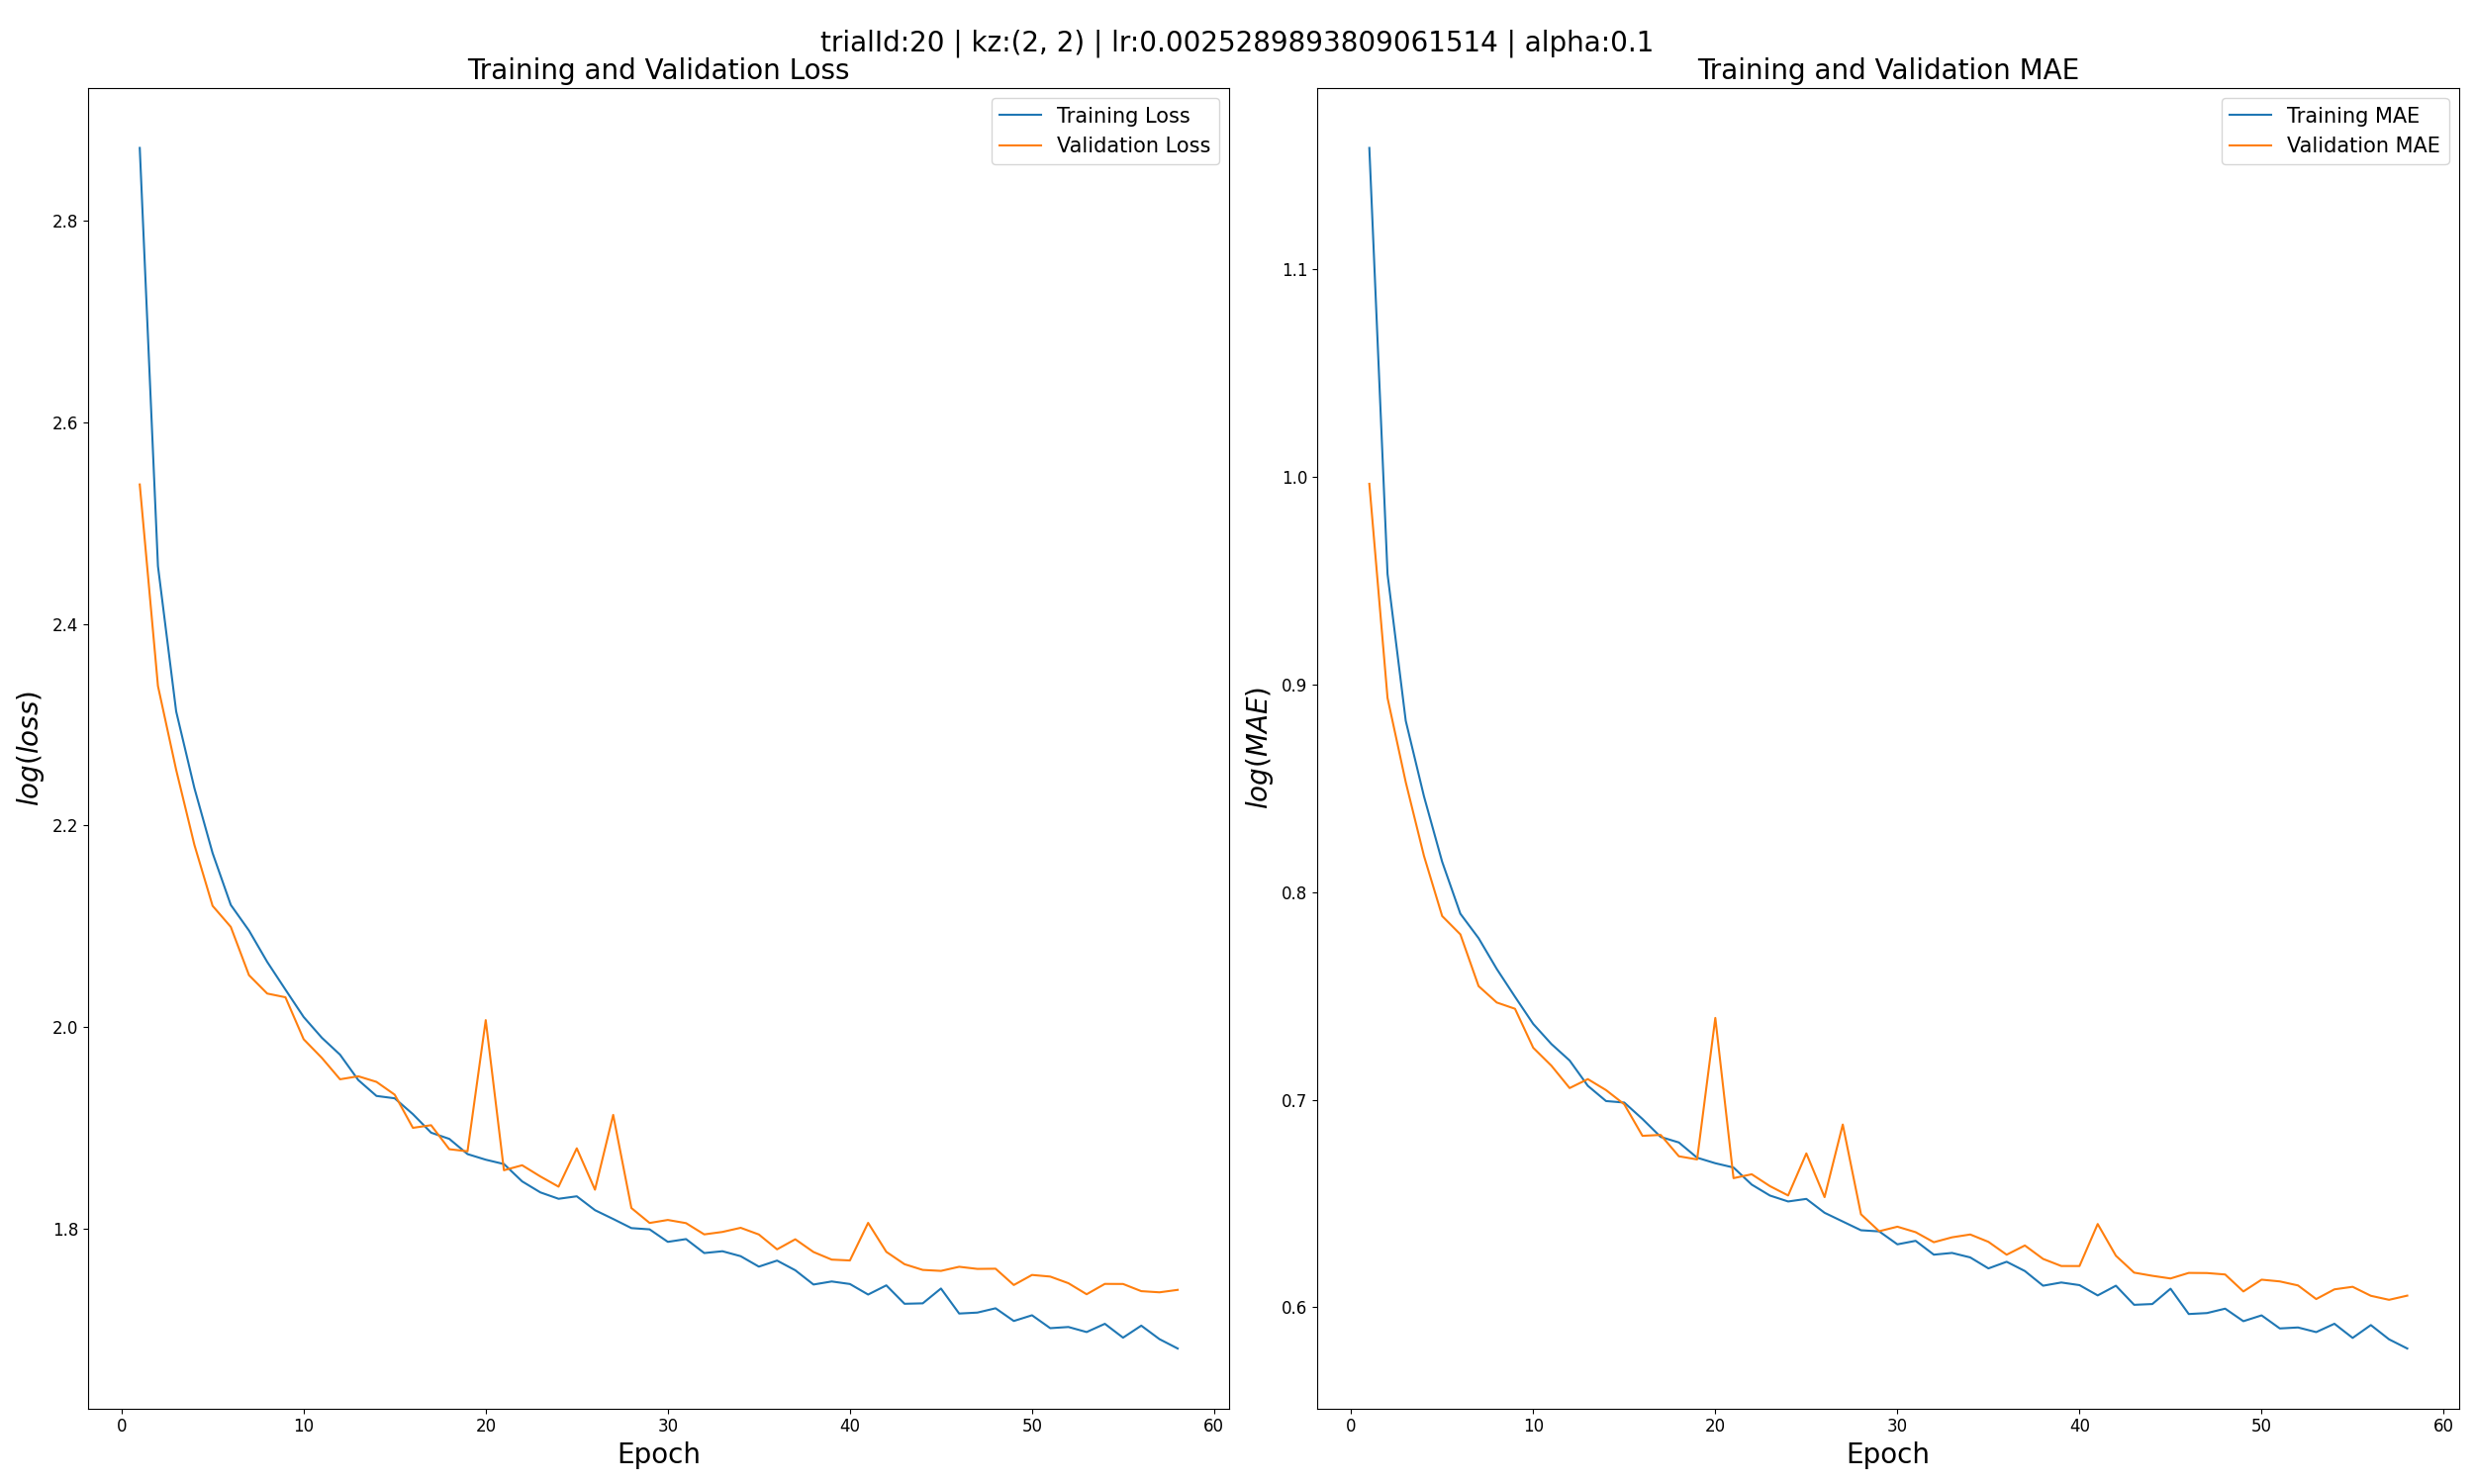 trialId:20 | kz:(2, 2) | lr:0.0025289893809061514 | alpha:0.1
Training and Validation Loss
Training Loss
Validation Loss
2.8
2.6
2.4
2.2
2.0
1.8
log(loss)
0 10 20 30 40 50 60
Epoch
Training and Validation MAE
Training MAE
Validation MAE
1.1
1.0
0.9
0.8
0.7
0.6
log(MAE)
0 10 20 30 40 50 60
Epoch